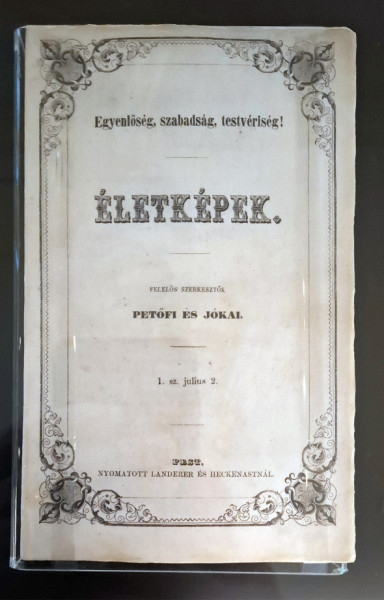 Egyenlőség, szabadság, testvériség!
ÉLETKÉPEK.
FELELŐS SZERKESZTŐK
PETŐFI ÉS JÓKAI.
1. sz. julius 2.
PEST,
NYOMATOTT LANDERER ÉS HECKENASTNÁL.